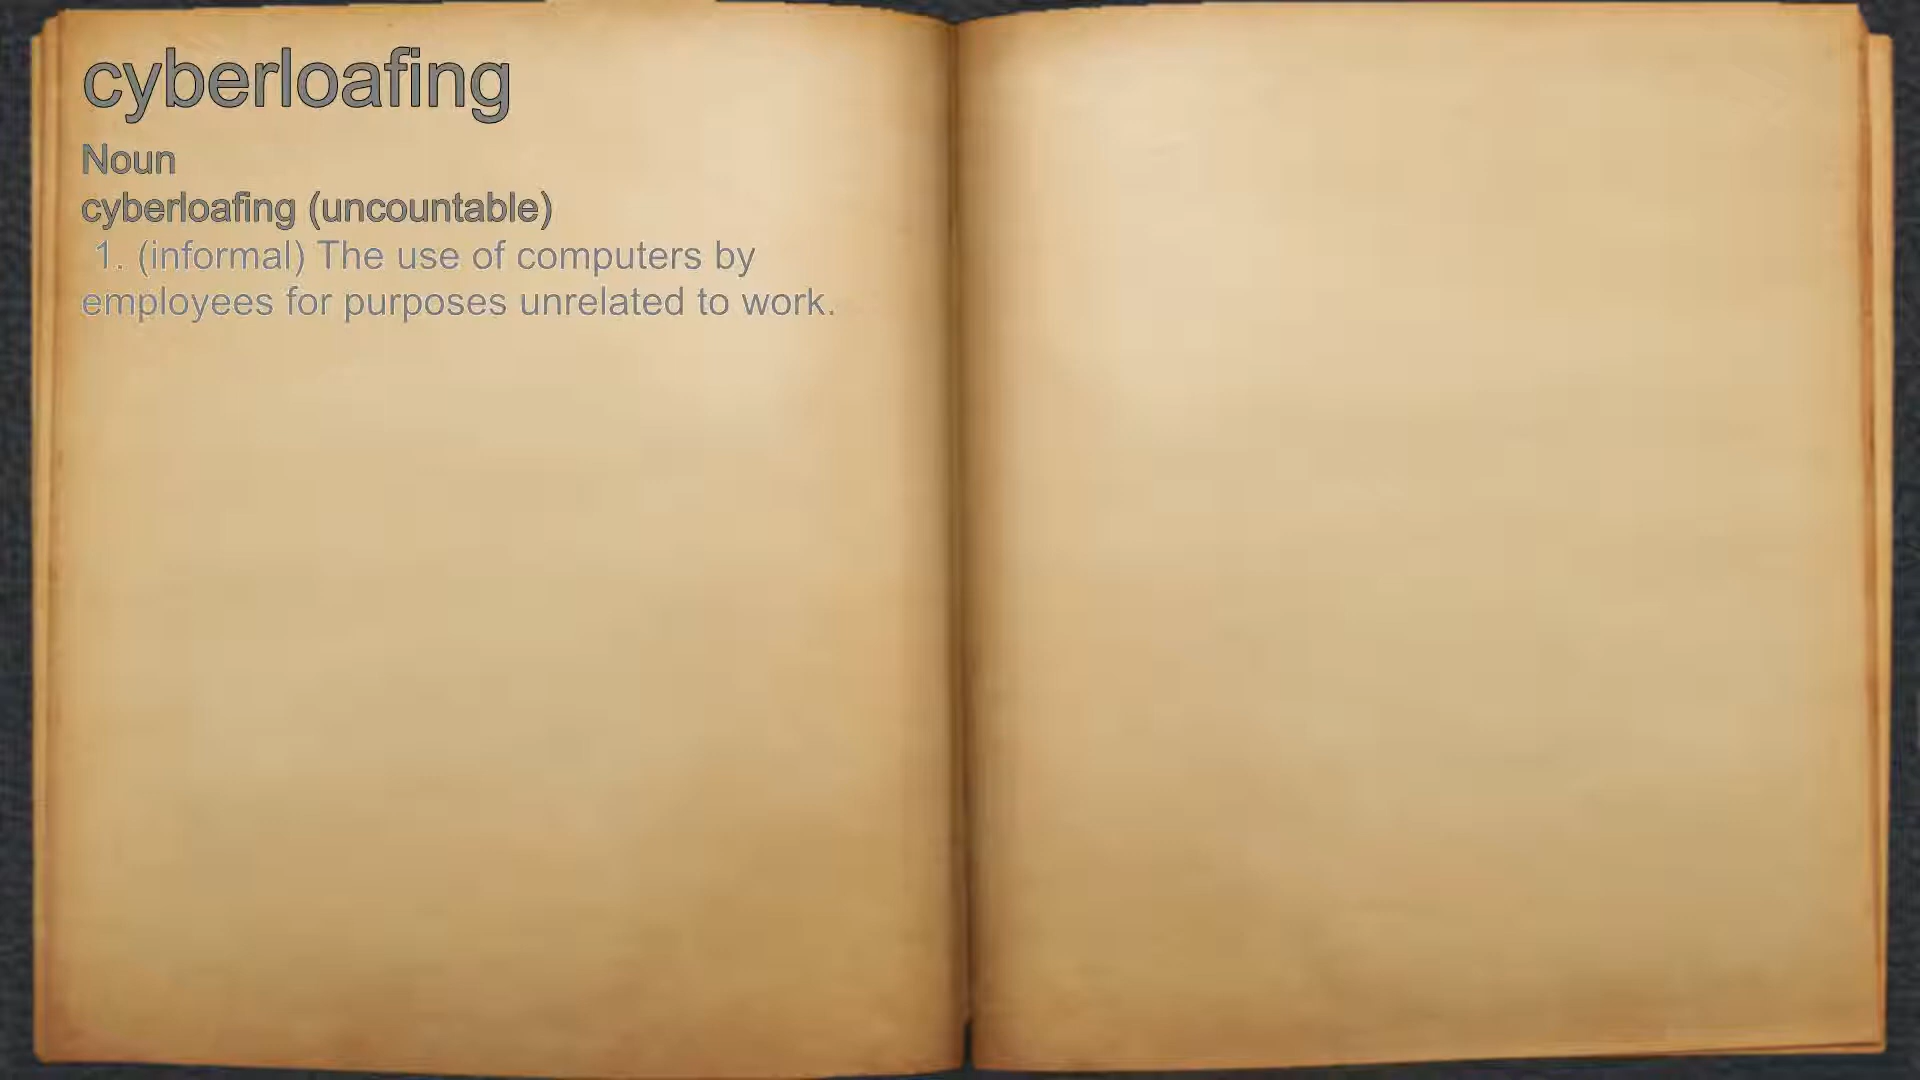 cyberloafing
Noun
cyberloafing (uncountable)
1. (informal) The use of computers by
employees for purposes unrelated to work.